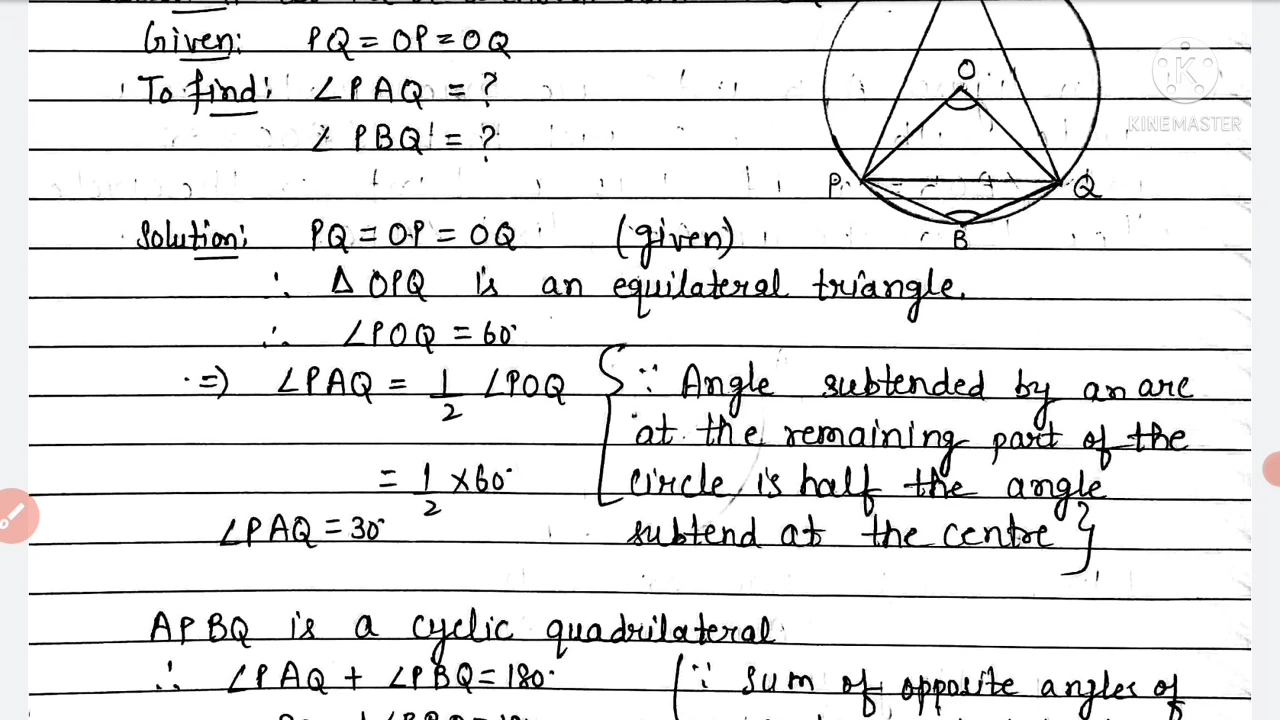 Given: PQ = OP = OQ
To find: ∠PAQ = ?
∠PBQ = ?
O
KINEMASTER
P
Q
B
Solution: PQ = OP = OQ (given)
∴ Δ OPQ is an equilateral triangle.
∴ ∠POQ = 60°
=) ∠PAQ = 1/2 ∠POQ {∵ Angle subtended by an arc
at the remaining part of the
= 1/2 × 60° circle is half the angle
∠PAQ = 30° subtend at the centre }
APBQ is a cyclic quadrilateral.
∴ ∠PAQ + ∠PBQ = 180° (∵ sum of opposite angles of